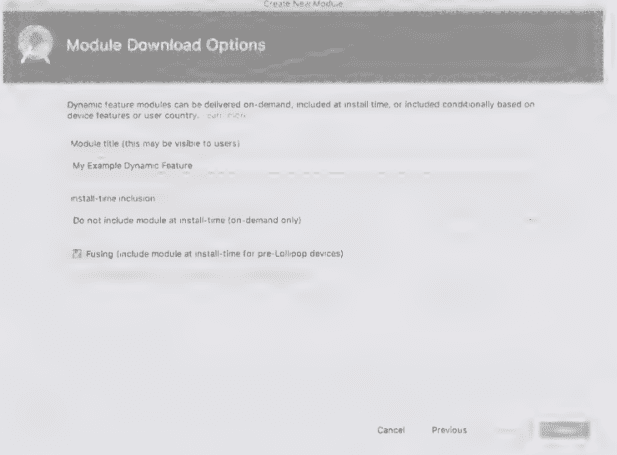 Create New Module
Module Download Options
Dynamic feature modules can be delivered on-demand, included at install time, or included conditionally based on
device features or user country.
Module title (this may be visible to users)
My Example Dynamic Feature
Install-time inclusion
Do not include module at install-time (on-demand only)
Fusing (include module at install-time for pre-Lollipop devices)
Cancel
Previous